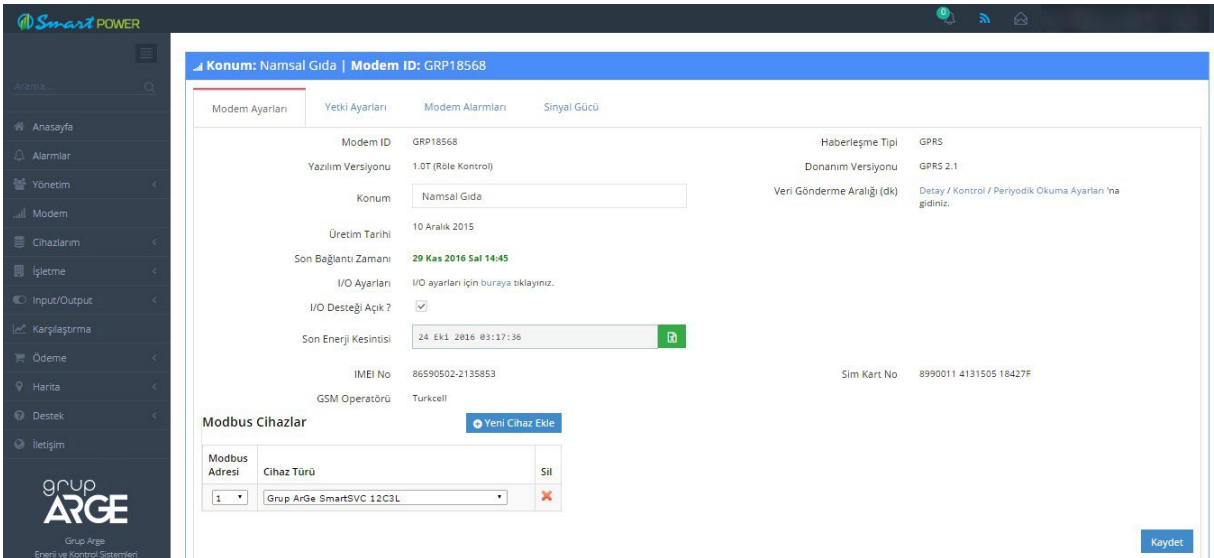 Smart POWER
0
Arama...
Anasayfa
Alarmlar
Yönetim
Modem
Cihazlarım
İşletme
Input/Output
Karşılaştırma
Ödeme
Harita
Destek
İletişim
grup
ARGE
Grup Arge
Enerji ve Kontrol Sistemleri
Konum: Namsal Gıda | Modem ID: GRP18568
Modem Ayarları Yetki Ayarları Modem Alarmları Sinyal Gücü
Modem ID GRP18568 Haberleşme Tipi GPRS
Yazılım Versiyonu 1.0T (Röle Kontrol) Donanım Versiyonu GPRS 2.1
Konum Namsal Gıda Veri Gönderme Aralığı (dk) Detay / Kontrol / Periyodik Okuma Ayarları 'na
gidiniz.
Üretim Tarihi 10 Aralık 2015
Son Bağlantı Zamanı 29 Kas 2016 Sal 14:45
I/O Ayarları I/O ayarları için buraya tıklayınız.
I/O Desteği Açık ?
Son Enerji Kesintisi 24 Eki 2016 03:17:36
IMEI No 86590502-2135853 Sim Kart No 8990011 4131505 18427F
GSM Operatörü Turkcell
Modbus Cihazlar Yeni Cihaz Ekle
Modbus
Adresi Cihaz Türü Sil
1 Grup ArGe SmartSVC 12C3L
Kaydet